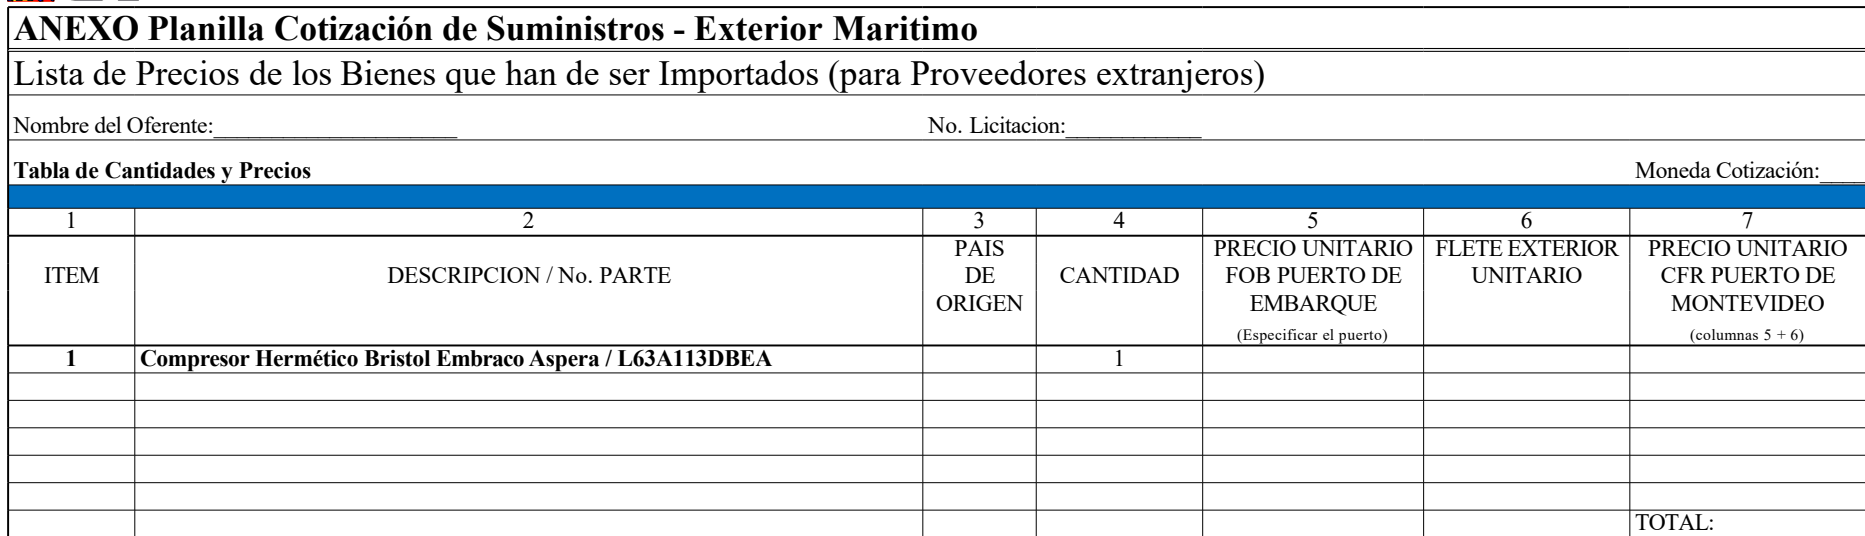 ANEXO Planilla Cotización de Suministros - Exterior Maritimo
Lista de Precios de los Bienes que han de ser Importados (para Proveedores extranjeros)
Nombre del Oferente:_____________________ No. Licitacion:____________
Tabla de Cantidades y Precios Moneda Cotización:____
1 2 3 4 5 6 7
ITEM
DESCRIPCION / No. PARTE
PAIS
DE
ORIGEN
CANTIDAD
PRECIO UNITARIO
FOB PUERTO DE
EMBARQUE
(Especificar el puerto)
FLETE EXTERIOR
UNITARIO
PRECIO UNITARIO
CFR PUERTO DE
MONTEVIDEO
(columnas 5 + 6)
1 Compresor Hermético Bristol Embraco Aspera / L63A113DBEA 1
TOTAL: